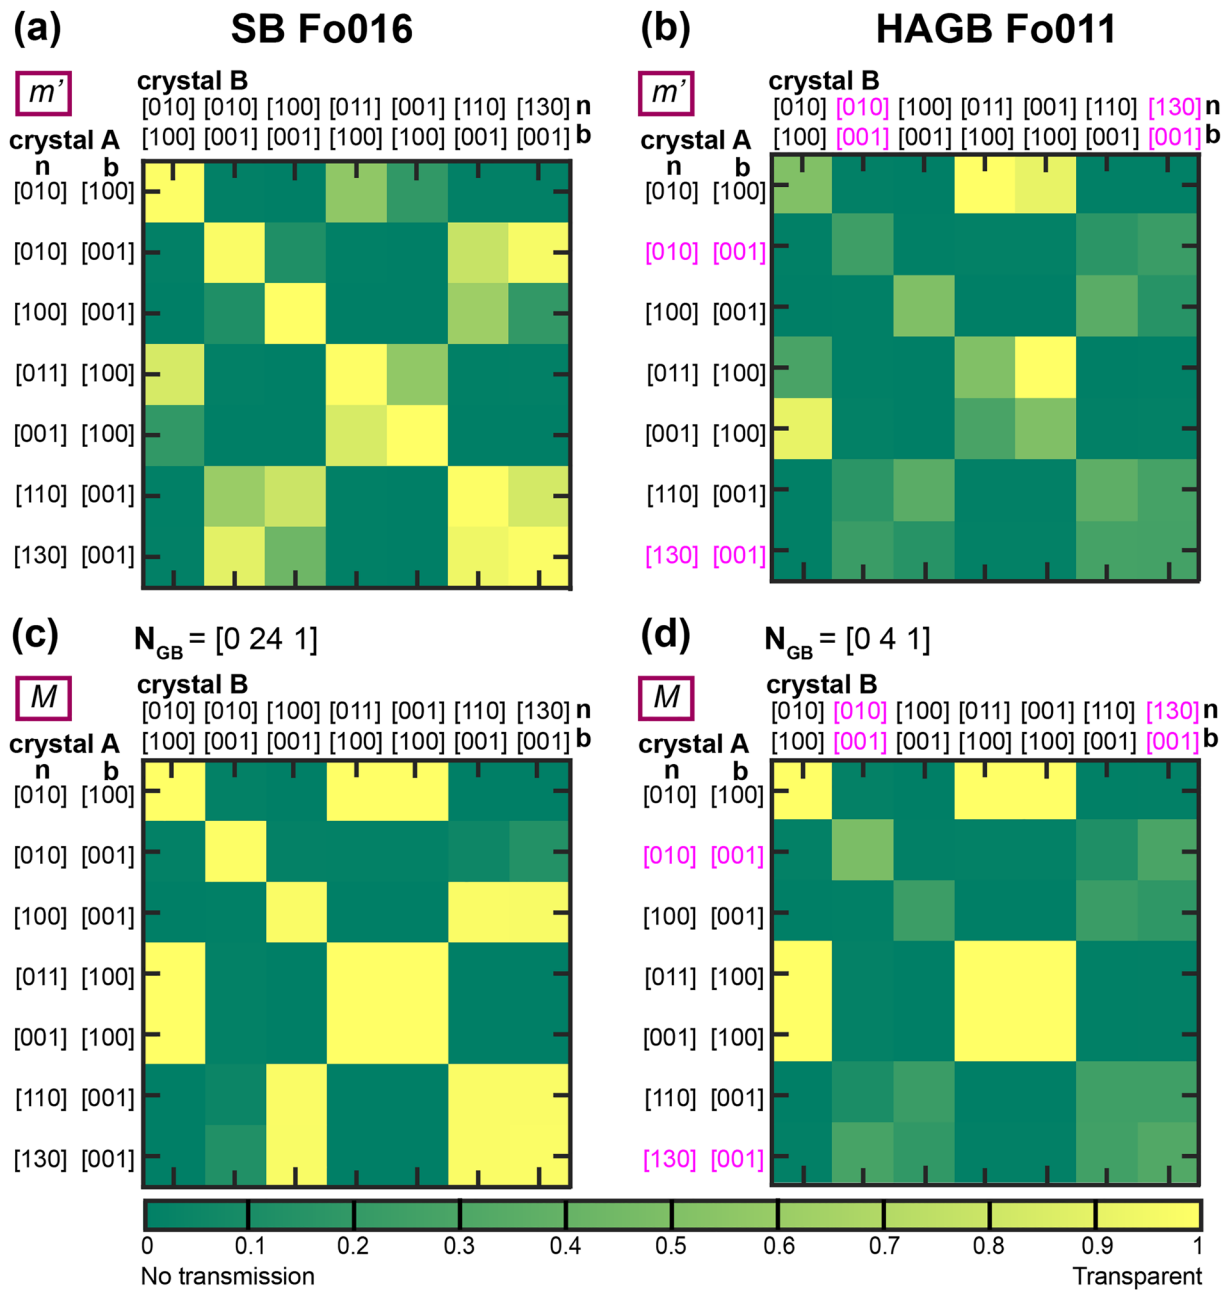 (a) SB Fo016
(b) HAGB Fo011
m’
crystal B
[010] [010] [100] [011] [001] [110] [130] n
[100] [001] [001] [100] [100] [001] [001] b
crystal A
n b
[010] [100]
[010] [001]
[100] [001]
[011] [100]
[001] [100]
[110] [001]
[130] [001]
m’
crystal B
[010] [010] [100] [011] [001] [110] [130] n
[100] [001] [001] [100] [100] [001] [001] b
crystal A
n b
[010] [100]
[010] [001]
[100] [001]
[011] [100]
[001] [100]
[110] [001]
[130] [001]
(c) NGB = [0 24 1]
M
crystal B
[010] [010] [100] [011] [001] [110] [130] n
[100] [001] [001] [100] [100] [001] [001] b
crystal A
n b
[010] [100]
[010] [001]
[100] [001]
[011] [100]
[001] [100]
[110] [001]
[130] [001]
(d) NGB = [0 4 1]
M
crystal B
[010] [010] [100] [011] [001] [110] [130] n
[100] [001] [001] [100] [100] [001] [001] b
crystal A
n b
[010] [100]
[010] [001]
[100] [001]
[011] [100]
[001] [100]
[110] [001]
[130] [001]
0 0.1 0.2 0.3 0.4 0.5 0.6 0.7 0.8 0.9 1
No transmission Transparent